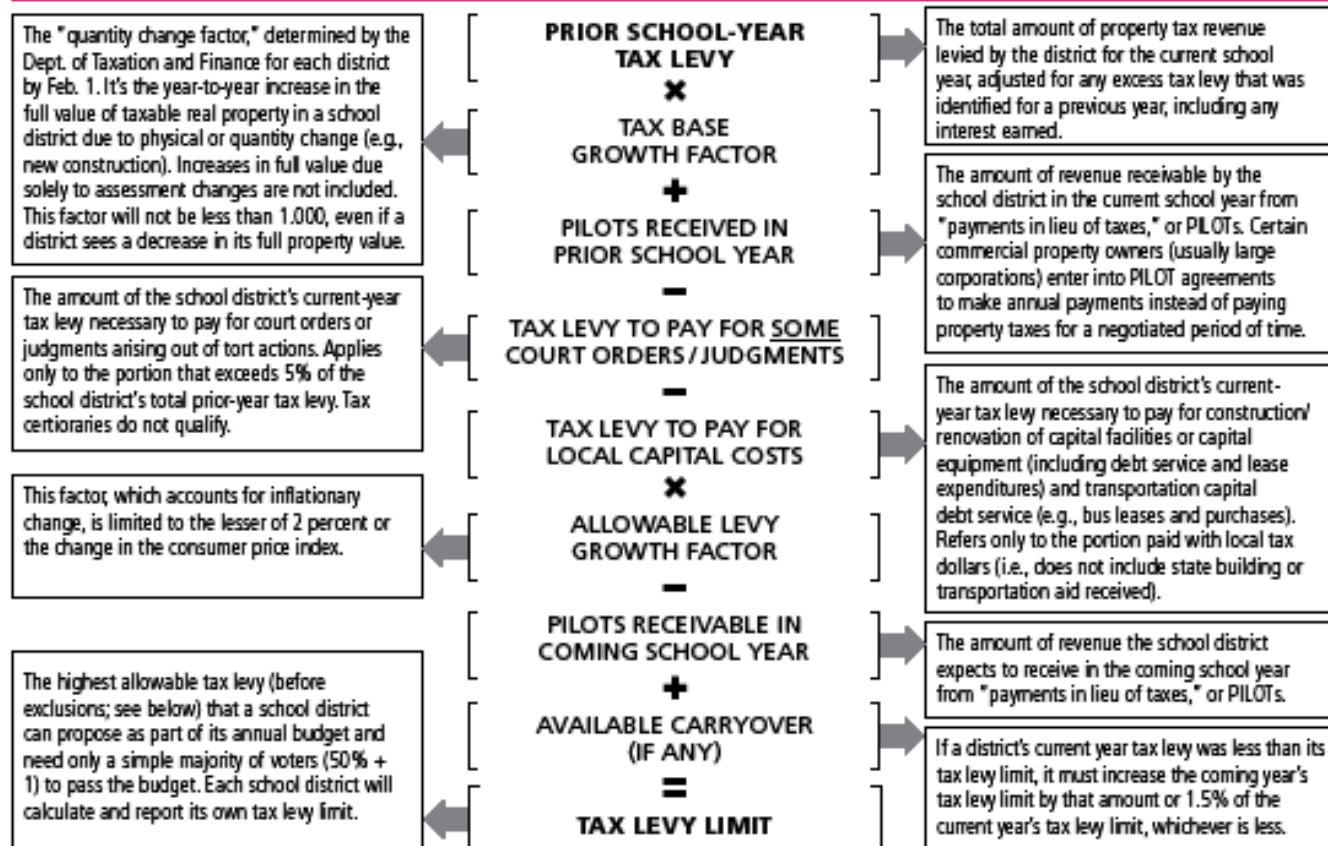 The "quantity change factor," determined by the
Dept. of Taxation and Finance for each district
by Feb. 1. It's the year-to-year increase in the
full value of taxable real property in a school
district due to physical or quantity change (e.g.,
new construction). Increases in full value due
solely to assessment changes are not included.
This factor will not be less than 1.000, even if a
district sees a decrease in its full property value.
The amount of the school district's current-year
tax levy necessary to pay for court orders or
judgments arising out of tort actions. Applies
only to the portion that exceeds 5% of the
school district's total prior-year tax levy. Tax
certioraries do not qualify.
This factor, which accounts for inflationary
change, is limited to the lesser of 2 percent or
the change in the consumer price index.
The highest allowable tax levy (before
exclusions; see below) that a school district
can propose as part of its annual budget and
need only a simple majority of voters (50% +
1) to pass the budget. Each school district will
calculate and report its own tax levy limit.
PRIOR SCHOOL-YEAR
TAX LEVY
×
TAX BASE
GROWTH FACTOR
+
PILOTS RECEIVED IN
PRIOR SCHOOL YEAR
−
TAX LEVY TO PAY FOR SOME
COURT ORDERS/JUDGMENTS
−
TAX LEVY TO PAY FOR
LOCAL CAPITAL COSTS
×
ALLOWABLE LEVY
GROWTH FACTOR
−
PILOTS RECEIVABLE IN
COMING SCHOOL YEAR
+
AVAILABLE CARRYOVER
(IF ANY)
=
TAX LEVY LIMIT
The total amount of property tax revenue
levied by the district for the current school
year, adjusted for any excess tax levy that was
identified for a previous year, including any
interest earned.
The amount of revenue receivable by the
school district in the current school year from
"payments in lieu of taxes," or PILOTs. Certain
commercial property owners (usually large
corporations) enter into PILOT agreements
to make annual payments instead of paying
property taxes for a negotiated period of time.
The amount of the school district's current-
year tax levy necessary to pay for construction/
renovation of capital facilities or capital
equipment (including debt service and lease
expenditures) and transportation capital
debt service (e.g., bus leases and purchases).
Refers only to the portion paid with local tax
dollars (i.e., does not include state building or
transportation aid received).
The amount of revenue the school district
expects to receive in the coming school year
from "payments in lieu of taxes," or PILOTs.
If a district's current year tax levy was less than its
tax levy limit, it must increase the coming year's
tax levy limit by that amount or 1.5% of the
current year's tax levy limit, whichever is less.